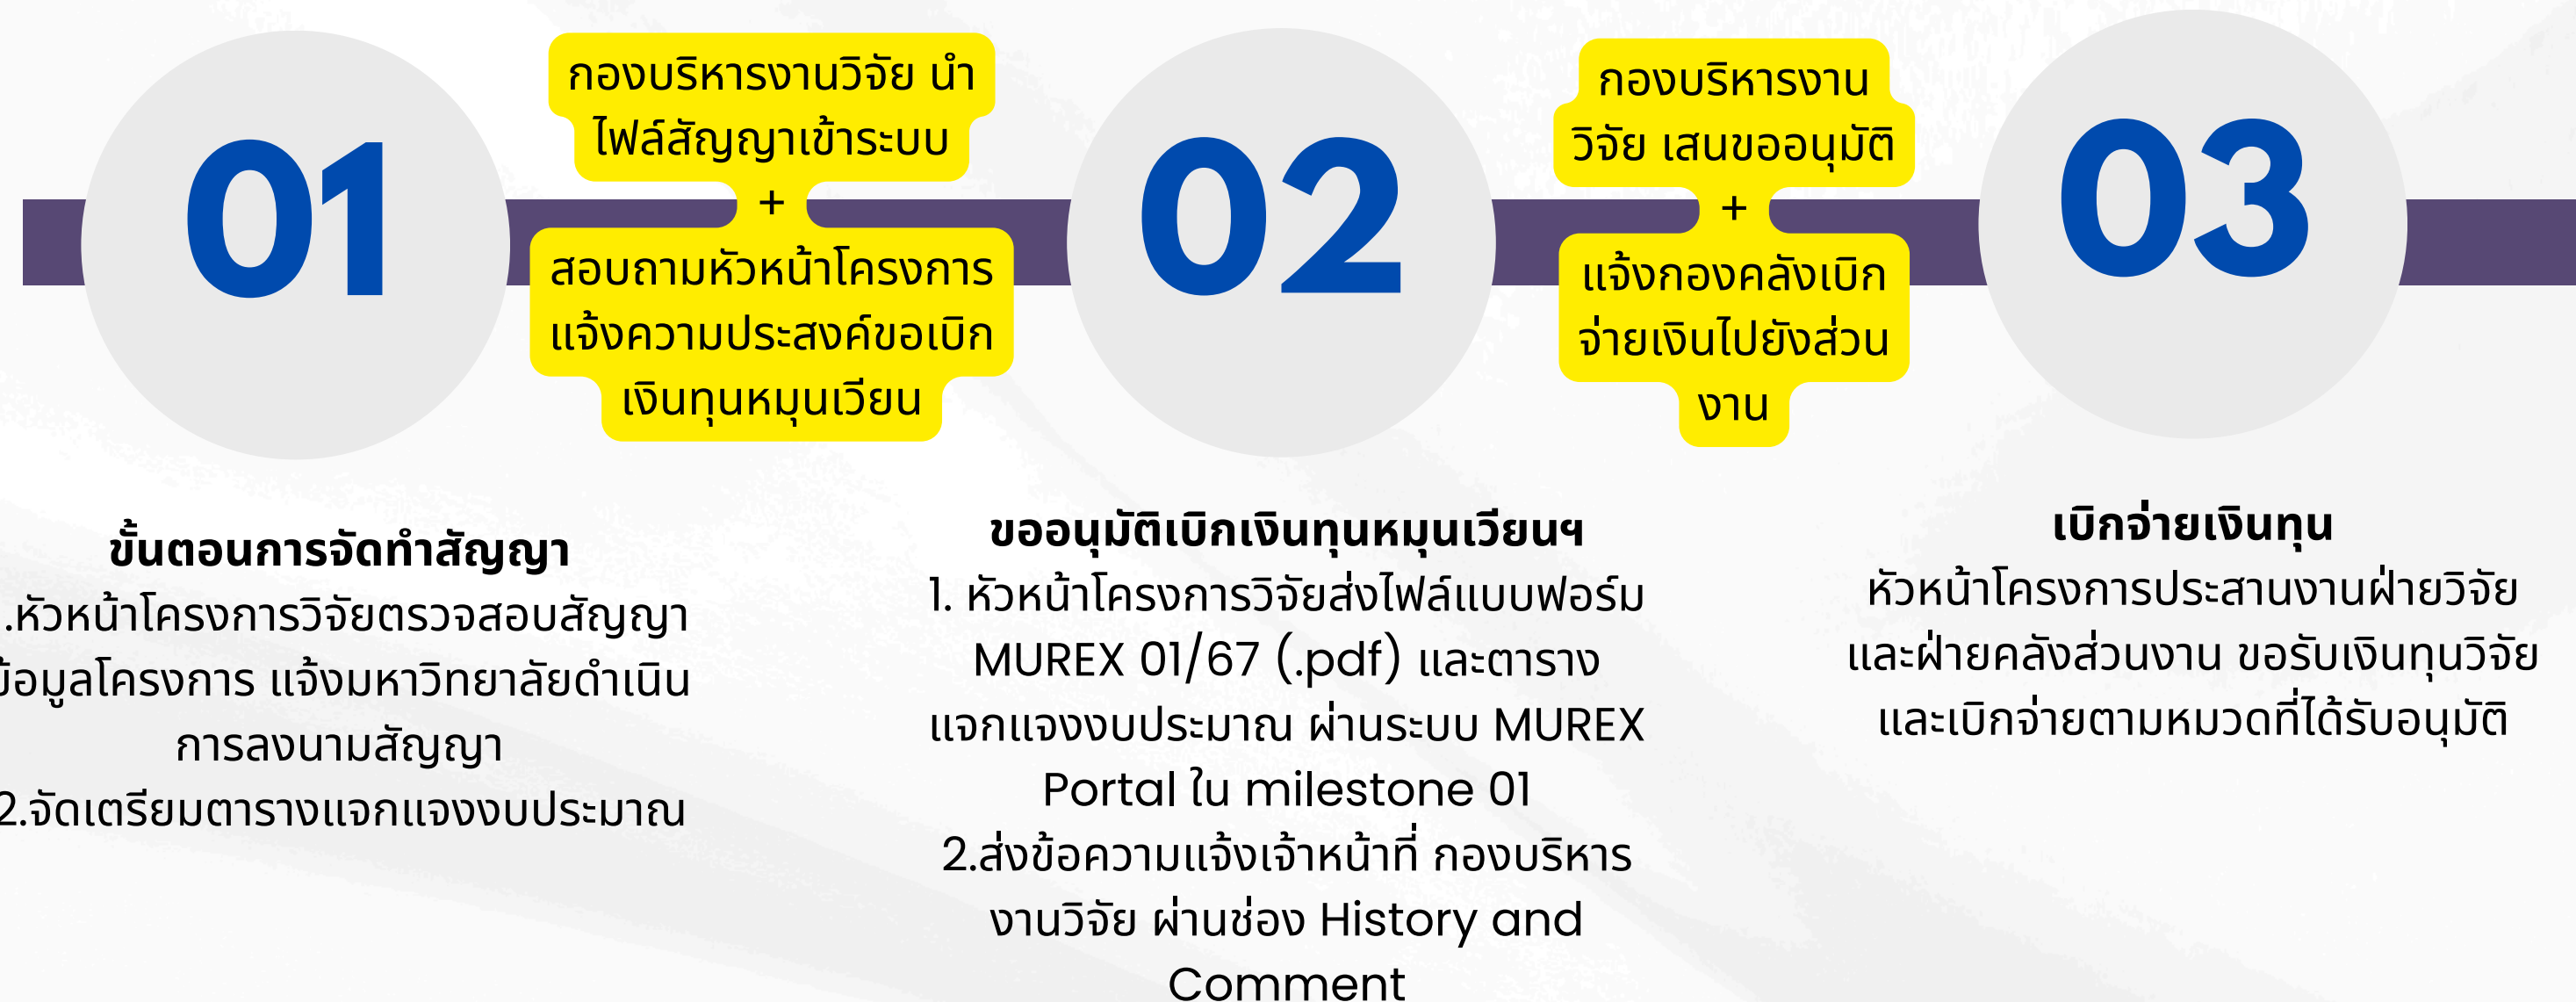 01
กองบริหารงานวิจัย นำ
ไฟล์สัญญาเข้าระบบ
+
สอบถามหัวหน้าโครงการ
แจ้งความประสงค์ขอเบิก
เงินทุนหมุนเวียน
02
กองบริหารงาน
วิจัย เสนขออนุมัติ
+
แจ้งกองคลังเบิก
จ่ายเงินไปยังส่วน
งาน
03
ขั้นตอนการจัดทำสัญญา
.หัวหน้าโครงการวิจัยตรวจสอบสัญญา
ข้อมูลโครงการ แจ้งมหาวิทยาลัยดำเนิน
การลงนามสัญญา
2.จัดเตรียมตารางแจกแจงงบประมาณ
ขออนุมัติเบิกเงินทุนหมุนเวียนฯ
1. หัวหน้าโครงการวิจัยส่งไฟล์แบบฟอร์ม
MUREX 01/67 (.pdf) และตาราง
แจกแจงงบประมาณ ผ่านระบบ MUREX
Portal ใน milestone 01
2.ส่งข้อความแจ้งเจ้าหน้าที่ กองบริหาร
งานวิจัย ผ่านช่อง History and
Comment
เบิกจ่ายเงินทุน
หัวหน้าโครงการประสานงานฝ่ายวิจัย
และฝ่ายคลังส่วนงาน ขอรับเงินทุนวิจัย
และเบิกจ่ายตามหมวดที่ได้รับอนุมัติ